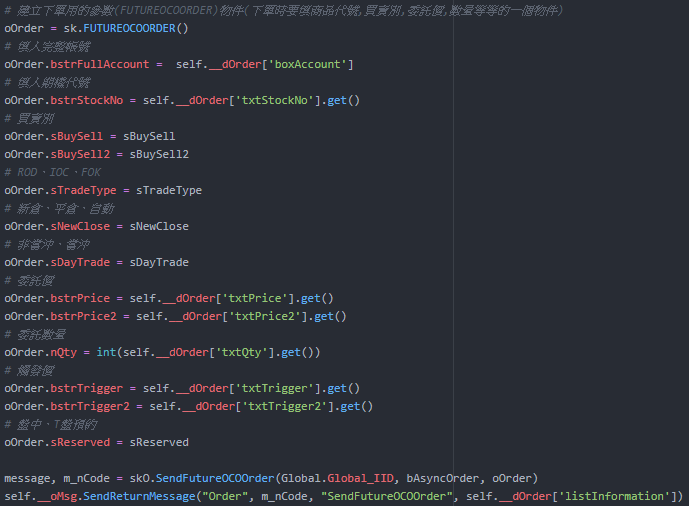 # 建立下單用的參數(FUTUREOCOORDER)物件(下單時要填商品代號,買賣別,委託價,數量等等的一個物件)
oOrder = sk.FUTUREOCOORDER()
# 填入完整帳號
oOrder.bstrFullAccount =  self.__dOrder['boxAccount']
# 填入期權代號
oOrder.bstrStockNo = self.__dOrder['txtStockNo'].get()
# 買賣別
oOrder.sBuySell = sBuySell
oOrder.sBuySell2 = sBuySell2
# ROD、IOC、FOK
oOrder.sTradeType = sTradeType
# 新倉、平倉、自動
oOrder.sNewClose = sNewClose
# 非當沖、當沖
oOrder.sDayTrade = sDayTrade
# 委託價
oOrder.bstrPrice = self.__dOrder['txtPrice'].get()
oOrder.bstrPrice2 = self.__dOrder['txtPrice2'].get()
# 委託數量
oOrder.nQty = int(self.__dOrder['txtQty'].get())
# 觸發價
oOrder.bstrTrigger = self.__dOrder['txtTrigger'].get()
oOrder.bstrTrigger2 = self.__dOrder['txtTrigger2'].get()
# 盤中、T盤預約
oOrder.sReserved = sReserved
message, m_nCode = skO.SendFutureOCOOrder(Global.Global_IID, bAsyncOrder, oOrder)
self.__oMsg.SendReturnMessage("Order", m_nCode, "SendFutureOCOOrder", self.__dOrder['listInformation'])